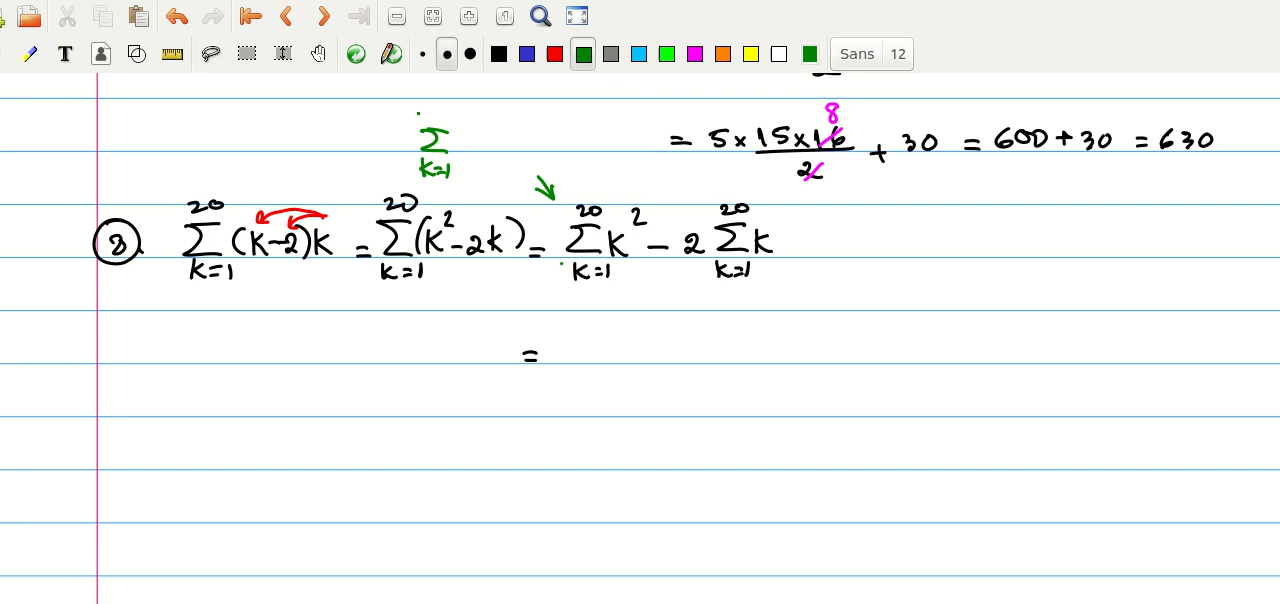 T Sans 12
8
= 5 × 15 × 16 / 2 + 30 = 600 + 30 = 630
Σ k=1
8. 20 Σ k=1 (k-2)k = 20 Σ k=1 (k² - 2k) = 20 Σ k=1 k² - 2 20 Σ k=1 k
=